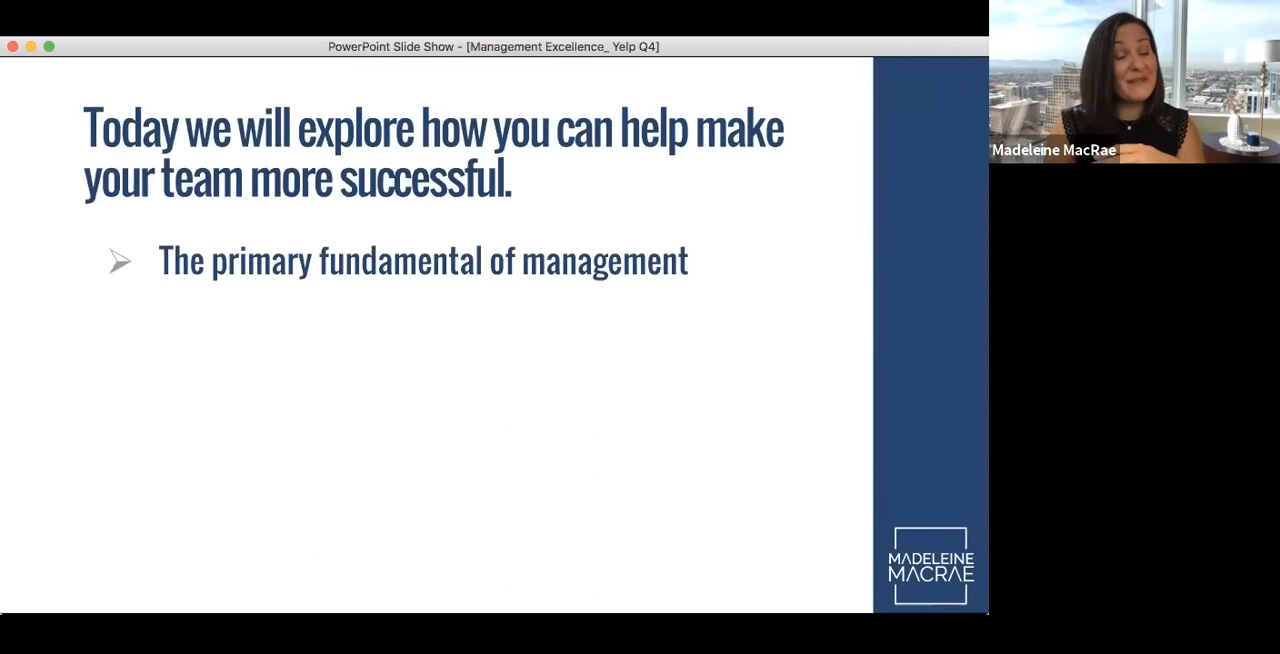 PowerPoint Slide Show - [Management Excellence_ Yelp Q4]
Today we will explore how you can help make
your team more successful.
The primary fundamental of management
Madeleine MacRae
MADELEINE
MACRAE